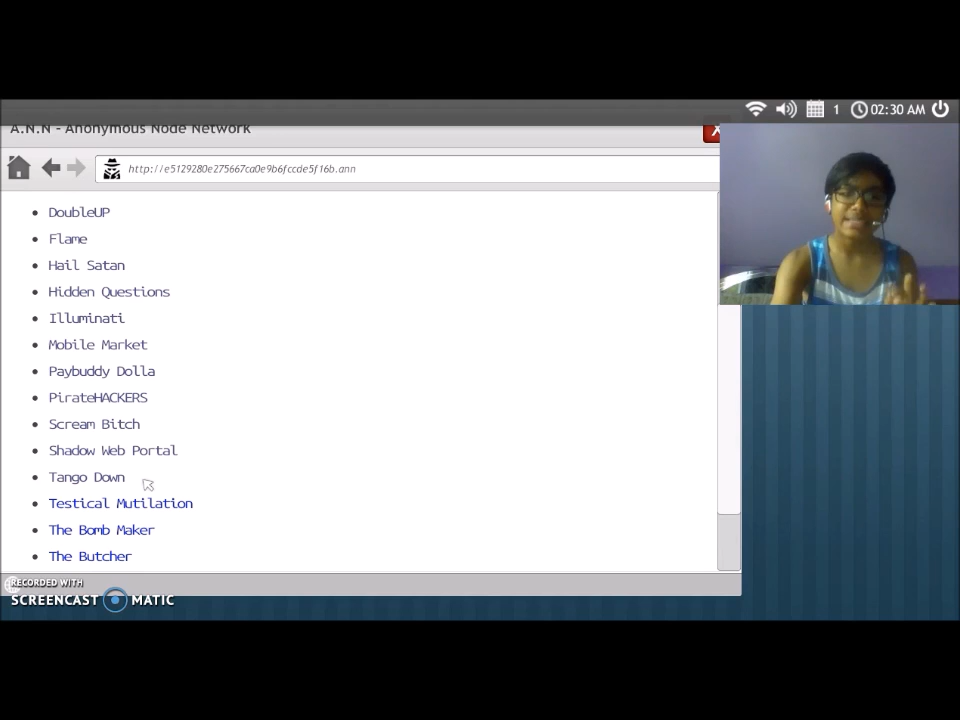 1 02:30 AM
A.N.N - Anonymous Node Network
X
http://e5129280e275667ca0e9b6fccde5f16b.ann
DoubleUP
Flame
Hail Satan
Hidden Questions
Illuminati
Mobile Market
Paybuddy Dolla
PirateHACKERS
Scream Bitch
Shadow Web Portal
Tango Down
Testical Mutilation
The Bomb Maker
The Butcher
RECORDED WITH
SCREENCAST MATIC